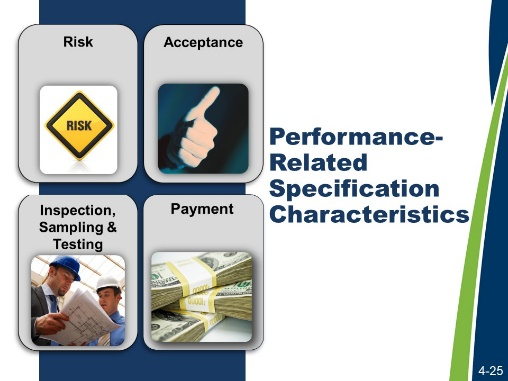 Risk
RISK
Acceptance
Inspection,
Sampling &
Testing
Payment
Performance-
Related
Specification
Characteristics
4-25